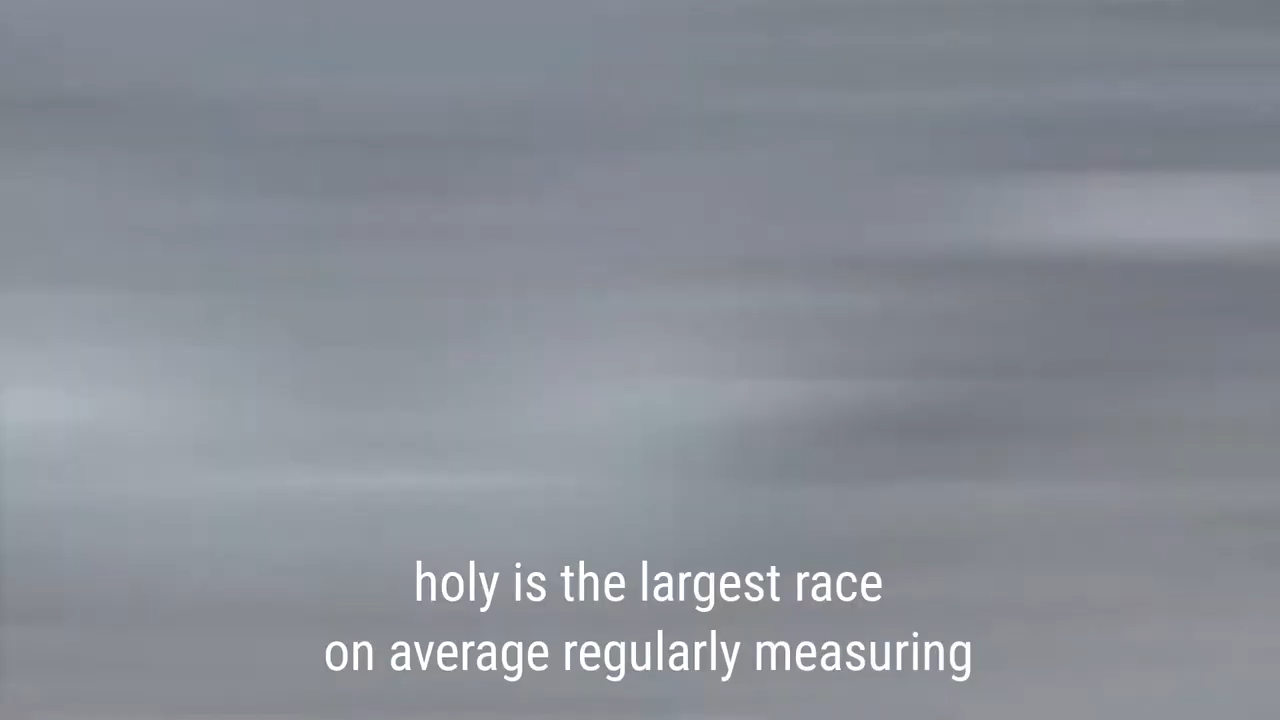 holy is the largest race
on average regularly measuring